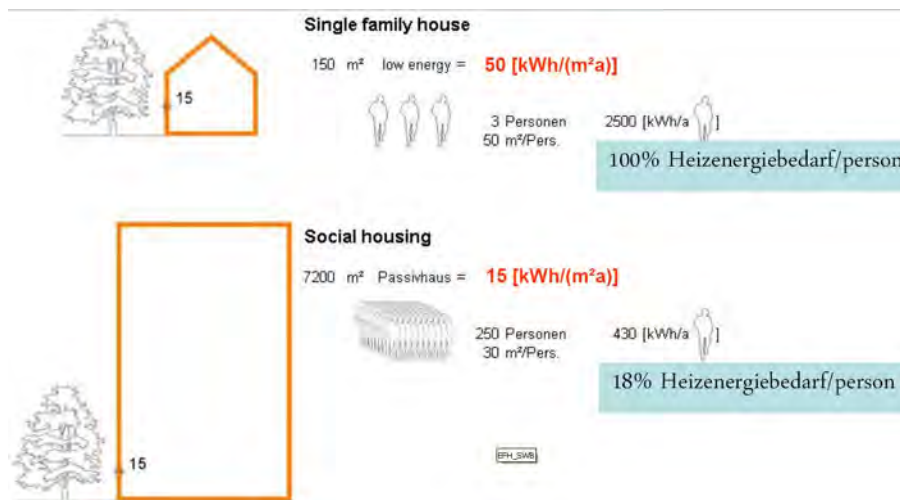 Single family house
150 m² low energy = 50 [kWh/(m²a)]
15
3 Personen
50 m²/Pers.
2500 [kWh/a ]
100% Heizenergiebedarf/person
Social housing
7200 m² Passivhaus = 15 [kWh/(m²a)]
250 Personen
30 m²/Pers.
430 [kWh/a ]
18% Heizenergiebedarf/person
15
EFH_SWB